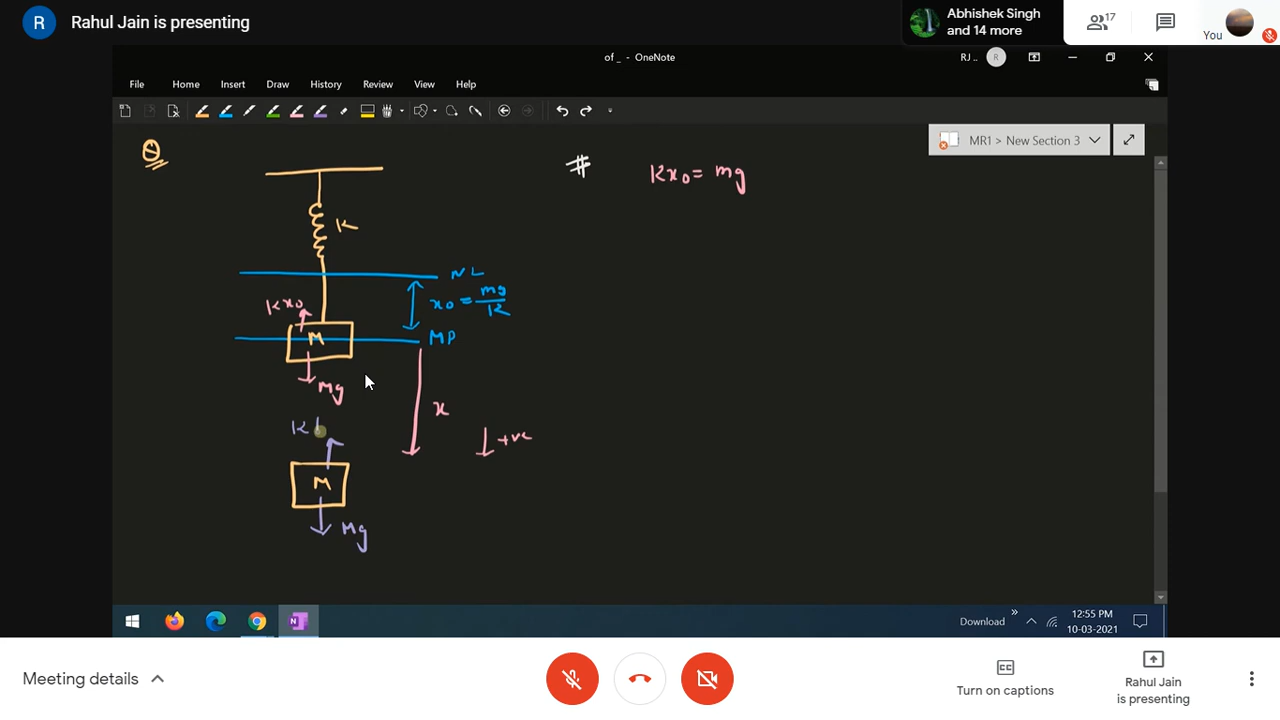 R Rahul Jain is presenting
Abhishek Singh
and 14 more
17
You
of _ - OneNote
RJ ..
R
File Home Insert Draw History Review View Help
MR1 > New Section 3
Q
#
Kx₀ = mg
K
NL
Kx₀
x₀ = mg/K
M
MP
mg
x
K
↓ +ve
M
Mg
Download
12:55 PM
10-03-2021
Meeting details
CC
Turn on captions
Rahul Jain
is presenting